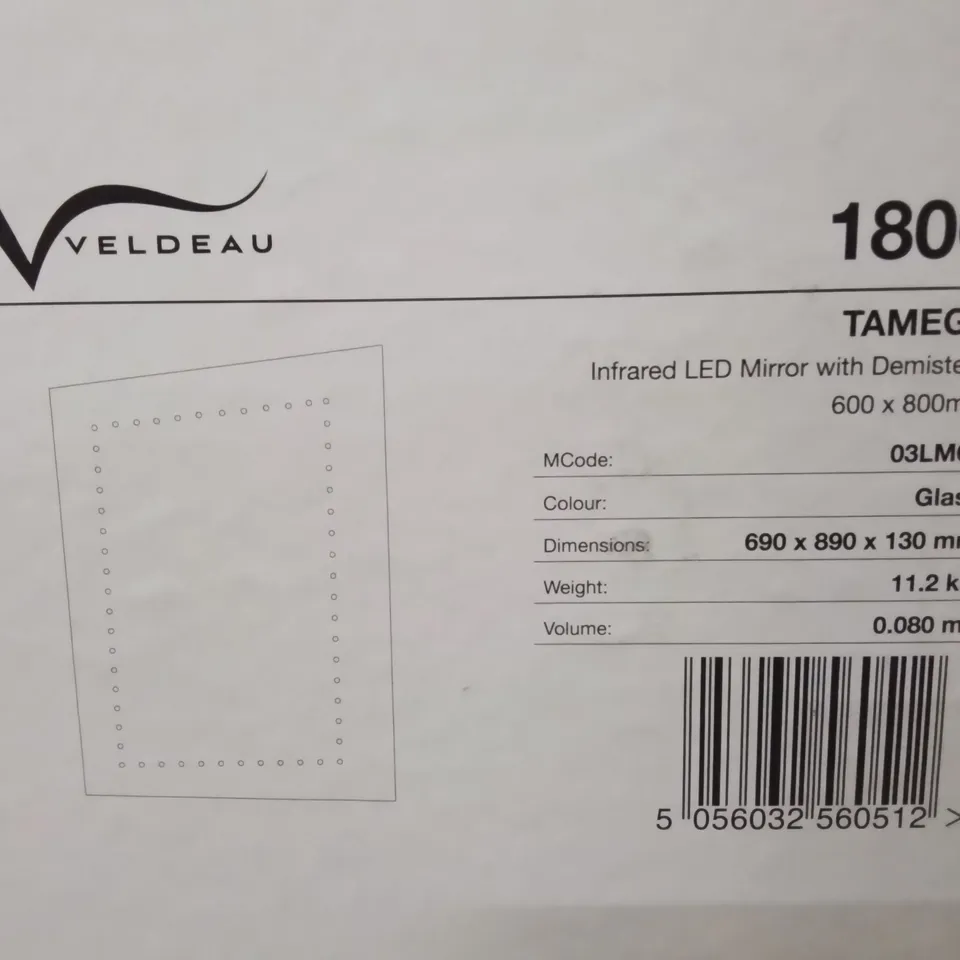 VELDEAU
180
TAMEG
Infrared LED Mirror with Demiste
600 x 800m
MCode: 03LM
Colour: Glas
Dimensions: 690 x 890 x 130 m
Weight: 11.2 k
Volume: 0.080 m
5 056032 560512 >